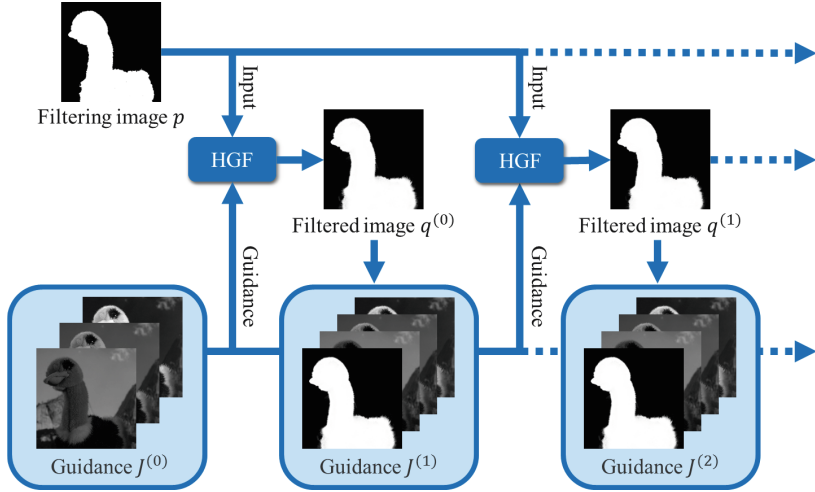 Filtering image p
Input
Input
HGF
HGF
Filtered image q^(0)
Filtered image q^(1)
Guidance
Guidance
Guidance J^(0)
Guidance J^(1)
Guidance J^(2)